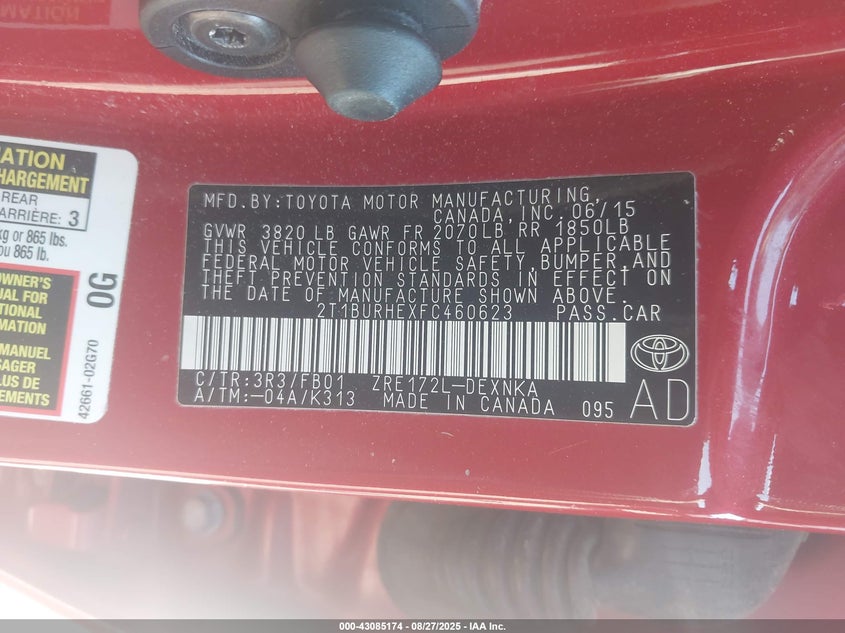 MATION
ATION
HARGEMENT
REAR
ARRIÈRE: 3
kg or 865 lbs.
ou 865 lb.
OWNER'S
UAL FOR
TIONAL
MATION
MANUEL
SAGER
LUS DE
EMENTS
0G
42661-02G70
MFD. BY: TOYOTA MOTOR MANUFACTURING,
CANADA, INC. 06/15
GVWR 3820 LB GAWR FR 2070LB RR 1850LB
THIS VEHICLE CONFORMS TO ALL APPLICABLE
FEDERAL MOTOR VEHICLE SAFETY, BUMPER, AND
THEFT PREVENTION STANDARDS IN EFFECT ON
THE DATE OF MANUFACTURE SHOWN ABOVE.
2T1BURHEXFC460623 PASS. CAR
C/TR: 3R3/FB01 ZRE172L-DEXNKA
A/TM: -04A/K313 MADE IN CANADA 095
AD
000-43085174 - 08/27/2025 - IAA Inc.